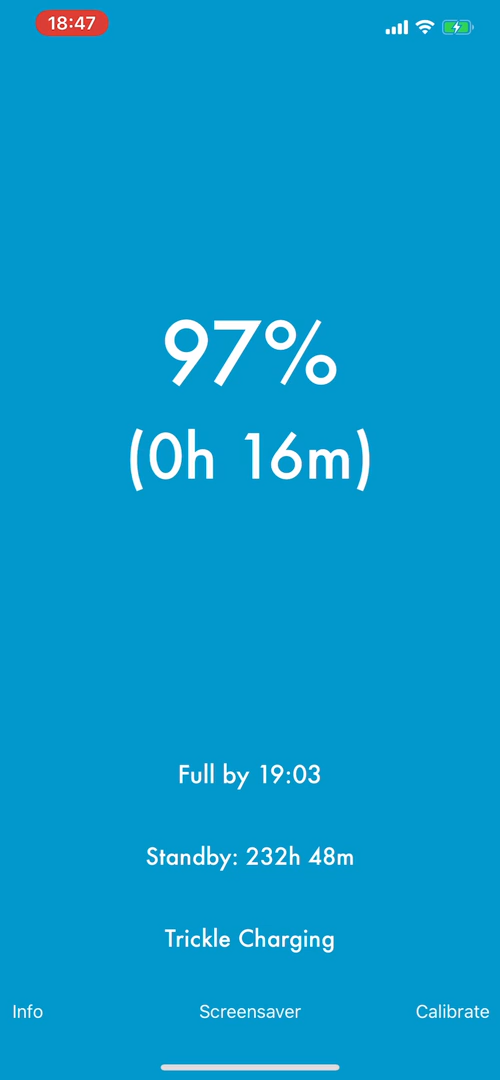 18:47
97%
(0h 16m)
Full by 19:03
Standby: 232h 48m
Trickle Charging
Info
Screensaver
Calibrate